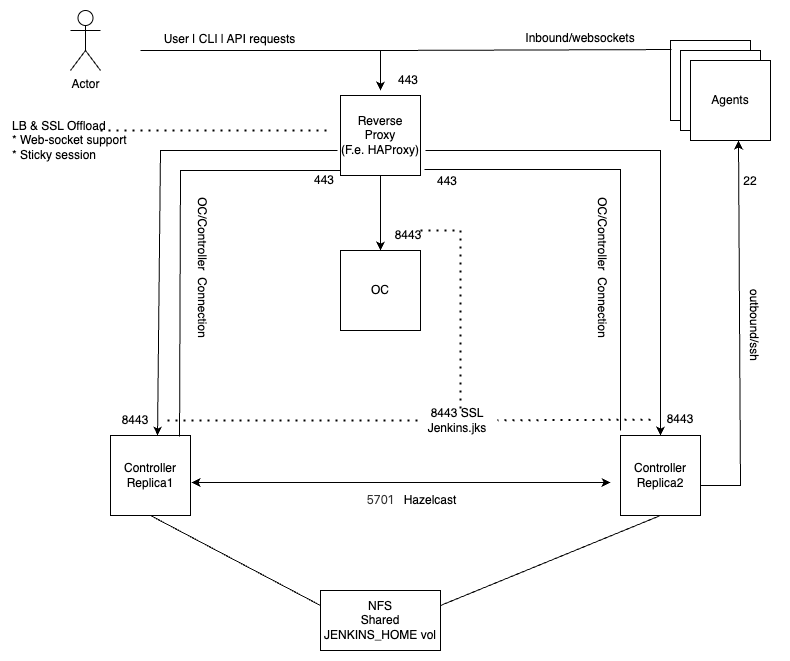 User | CLI | API requests
Inbound/websockets
Actor
443
Agents
LB & SSL Offload
* Web-socket support
* Sticky session
Reverse
Proxy
(F.e. HAProxy)
443
443
22
OC/Controller Connection
8443
OC/Controller Connection
OC
outbound/ssh
8443
8443 SSL
Jenkins.jks
8443
Controller
Replica1
Controller
Replica2
5701 Hazelcast
NFS
Shared
JENKINS_HOME vol